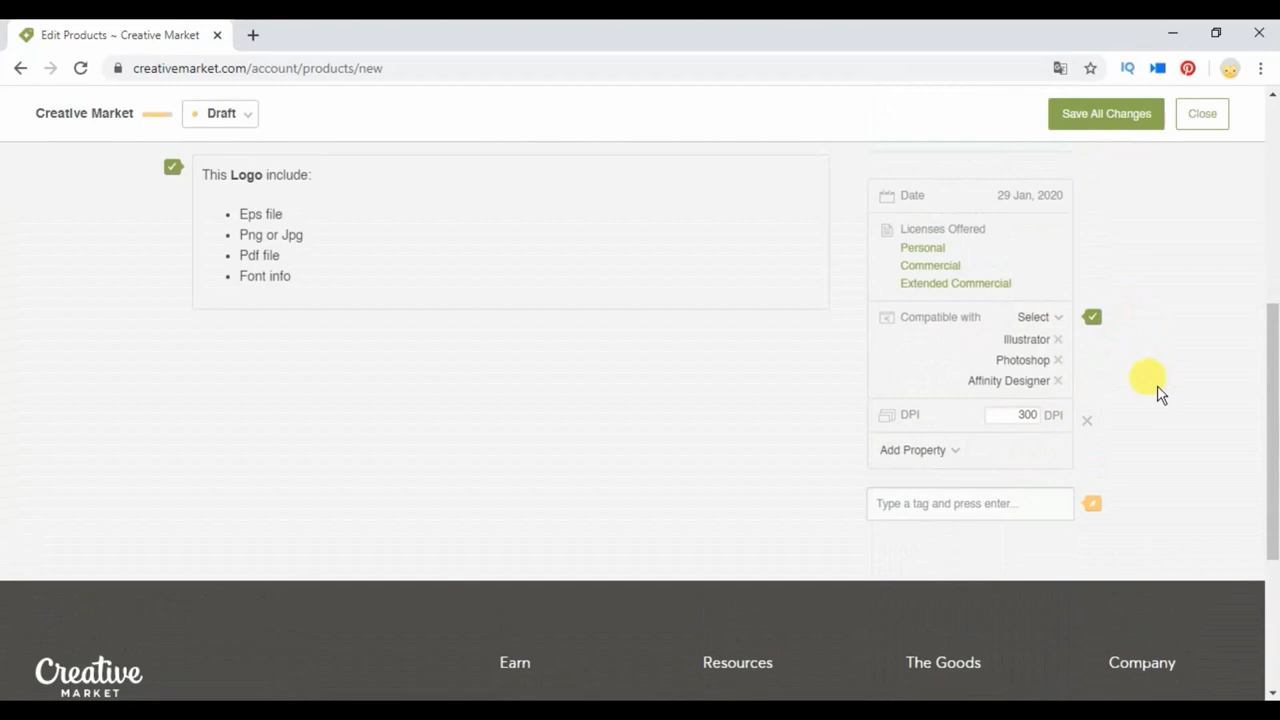 Edit Products ~ Creative Market
creativemarket.com/account/products/new
IQ
Creative Market
Draft
Save All Changes
Close
This Logo include:
• Eps file
• Png or Jpg
• Pdf file
• Font info
Date 29 Jan, 2020
Licenses Offered
Personal
Commercial
Extended Commercial
Compatible with Select
Illustrator
Photoshop
Affinity Designer
DPI 300 DPI
Add Property
Type a tag and press enter...
Creative
MARKET
Earn
Resources
The Goods
Company